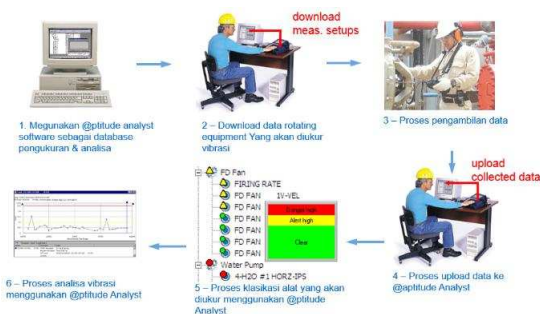 download
meas. setups
1. Megunakan @ptitude analyst
software sebagai database
pengukuran & analisa
2 – Download data rotating
equipment Yang akan diukur
vibrasi
3 – Proses pengambilan data
upload
collected data
4 – Proses upload data ke
@aptitude Analyst
FD Fan
FIRING RATE
FD FAN 1V-VEL
FD FAN
FD FAN
FD FAN
FD FAN
FD FAN
Danger high
Alert high
Clear
Water Pump
4-H2O #1 HORZ-IPS
5 – Proses klasikasi alat yang akan
diukur menggunakan @ptitude
Analyst
6 – Proses analisa vibrasi
menggunakan @ptitude Analyst